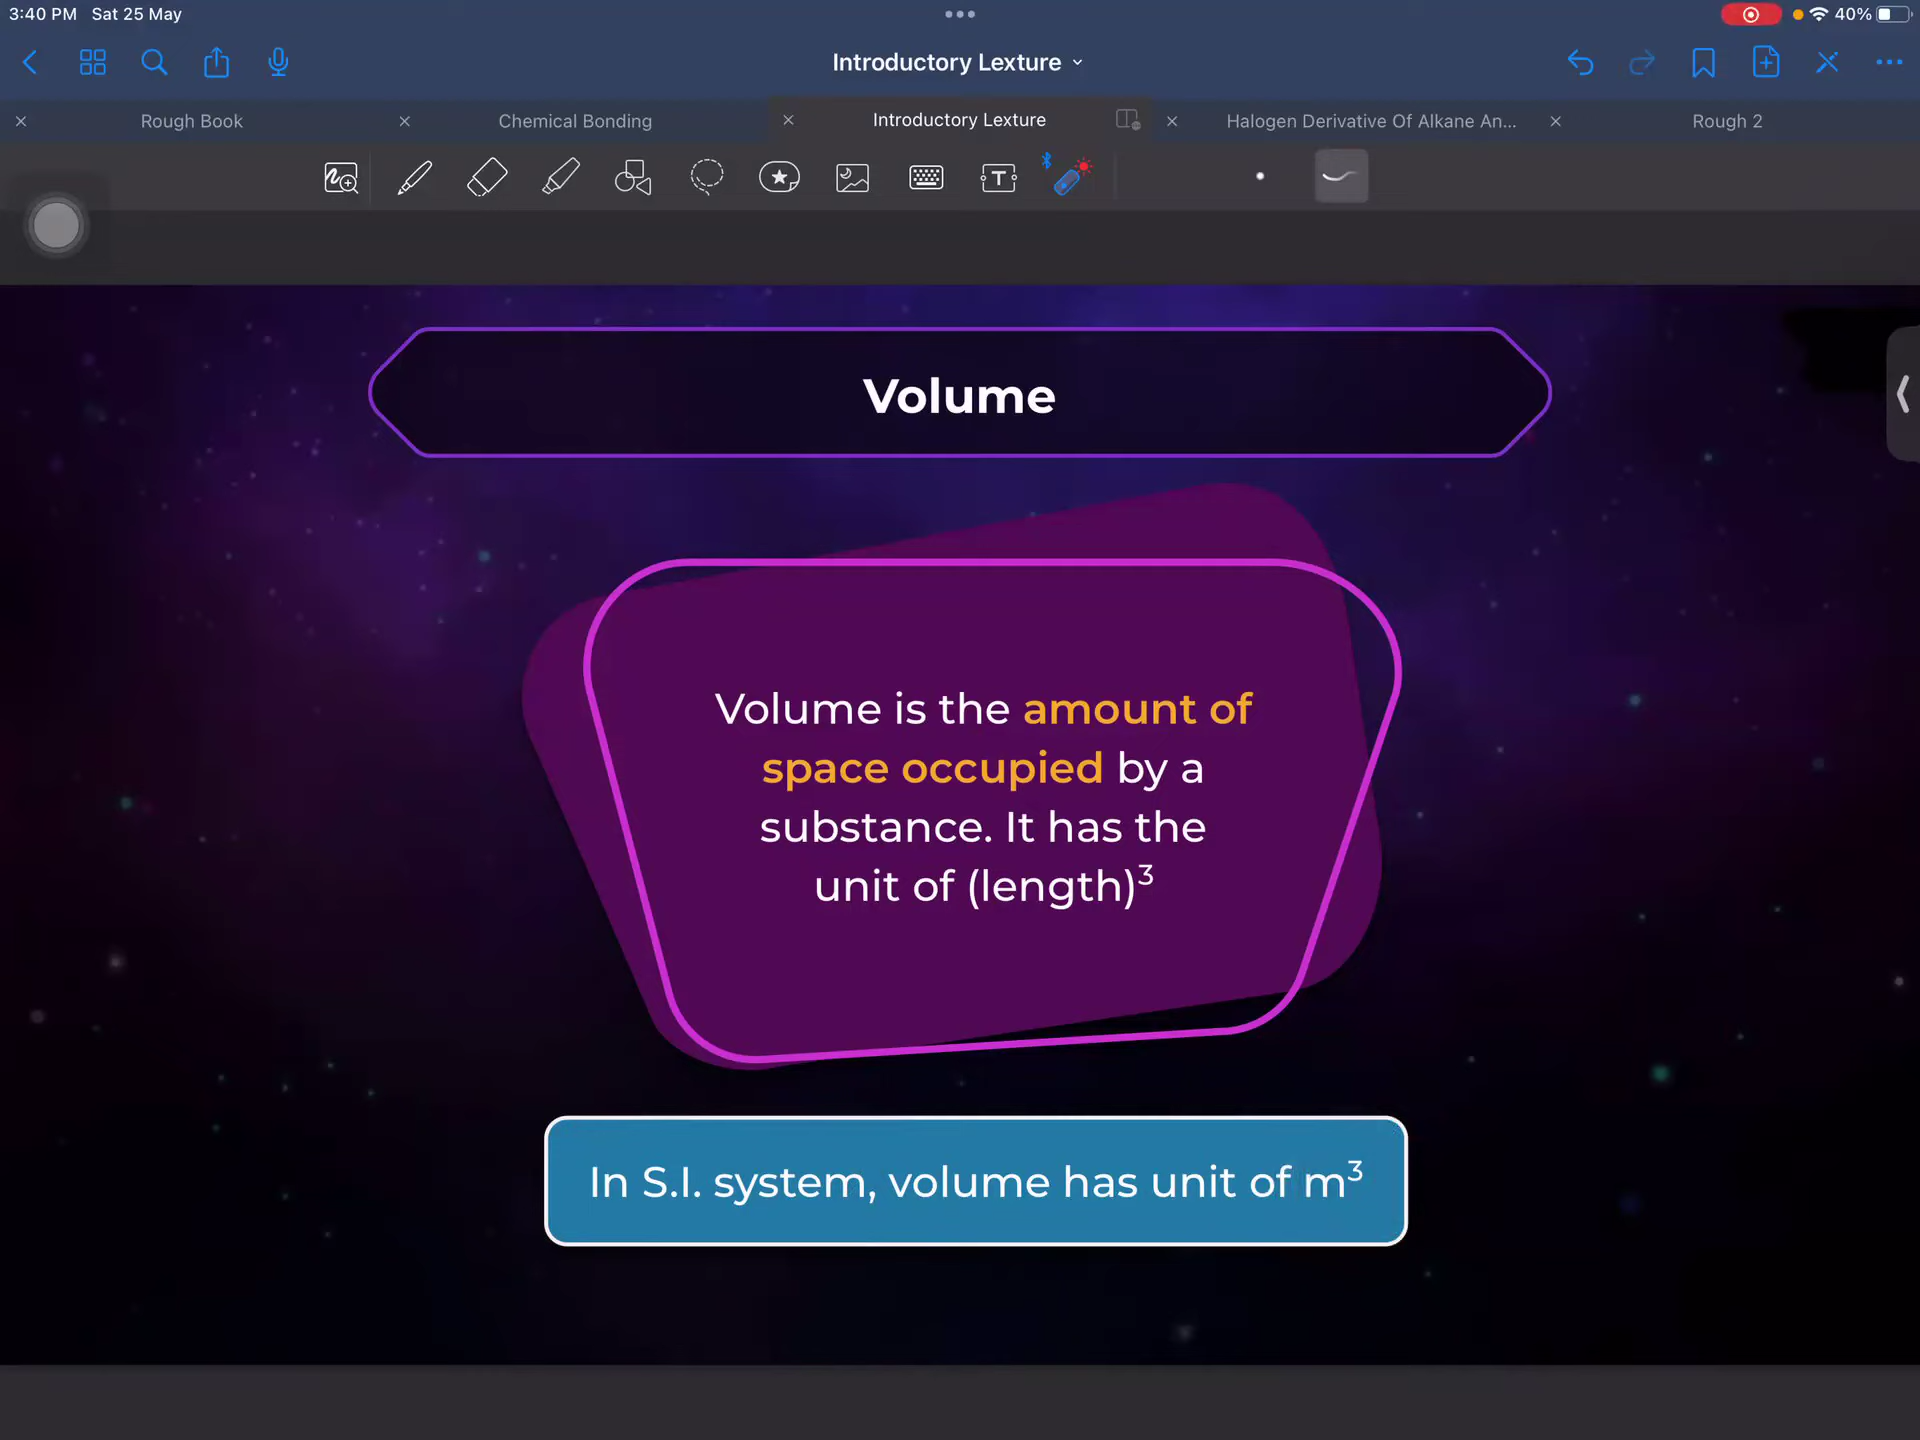 3:40 PM Sat 25 May
40%
Introductory Lexture
Rough Book
Chemical Bonding
Introductory Lexture
Halogen Derivative Of Alkane An...
Rough 2
Volume
Volume is the amount of
space occupied by a
substance. It has the
unit of (length)³
In S.I. system, volume has unit of m³